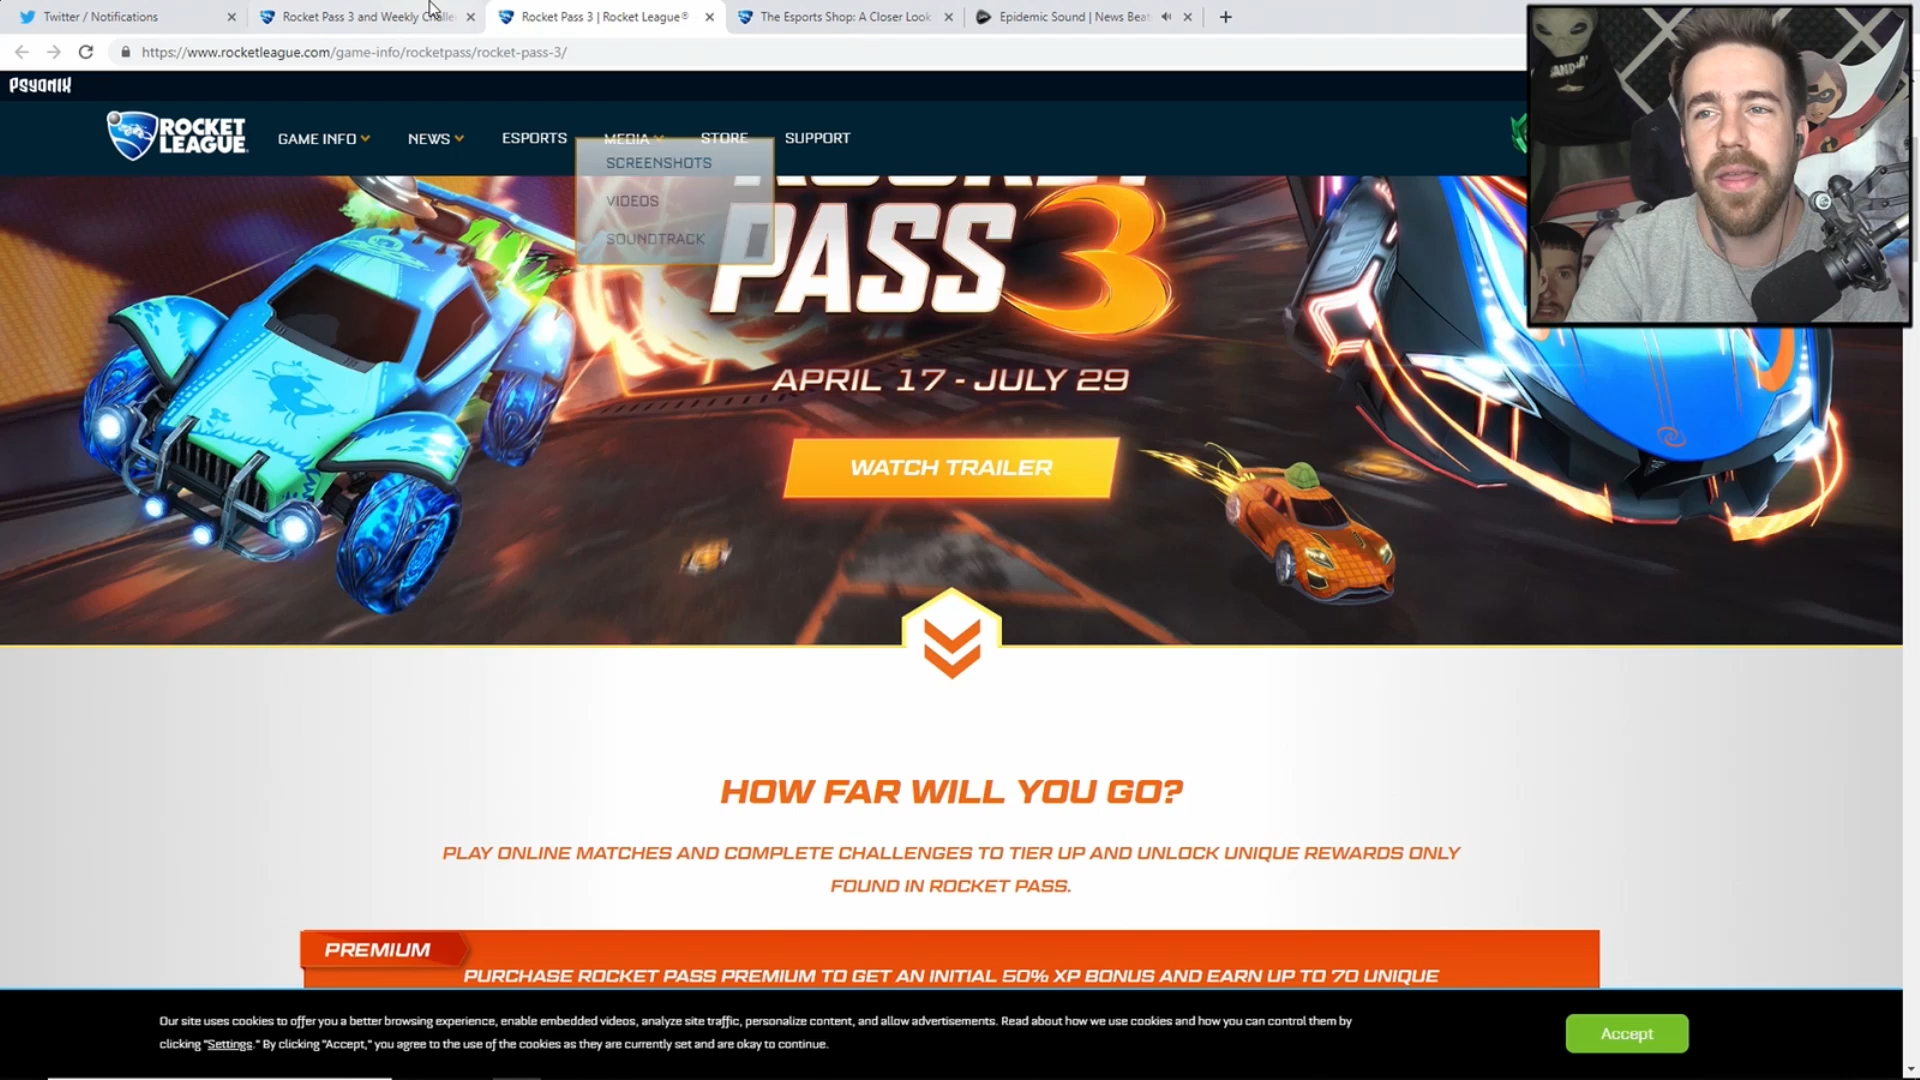 Twitter / Notifications
Rocket Pass 3 and Weekly Challe
Rocket Pass 3 | Rocket League®
The Esports Shop: A Closer Look
Epidemic Sound | News Beat
https://www.rocketleague.com/game-info/rocketpass/rocket-pass-3/
PSYONIX
ROCKET LEAGUE
GAME INFO
NEWS
ESPORTS
MEDIA
STORE
SUPPORT
SCREENSHOTS
VIDEOS
SOUNDTRACK
ROCKET
PASS 3
APRIL 17 - JULY 29
WATCH TRAILER
HOW FAR WILL YOU GO?
PLAY ONLINE MATCHES AND COMPLETE CHALLENGES TO TIER UP AND UNLOCK UNIQUE REWARDS ONLY
FOUND IN ROCKET PASS.
PREMIUM
PURCHASE ROCKET PASS PREMIUM TO GET AN INITIAL 50% XP BONUS AND EARN UP TO 70 UNIQUE
Our site uses cookies to offer you a better browsing experience, enable embedded videos, analyze site traffic, personalize content, and allow advertisements. Read about how we use cookies and how you can control them by
clicking "Settings." By clicking "Accept," you agree to the use of the cookies as they are currently set and are okay to continue.
Accept